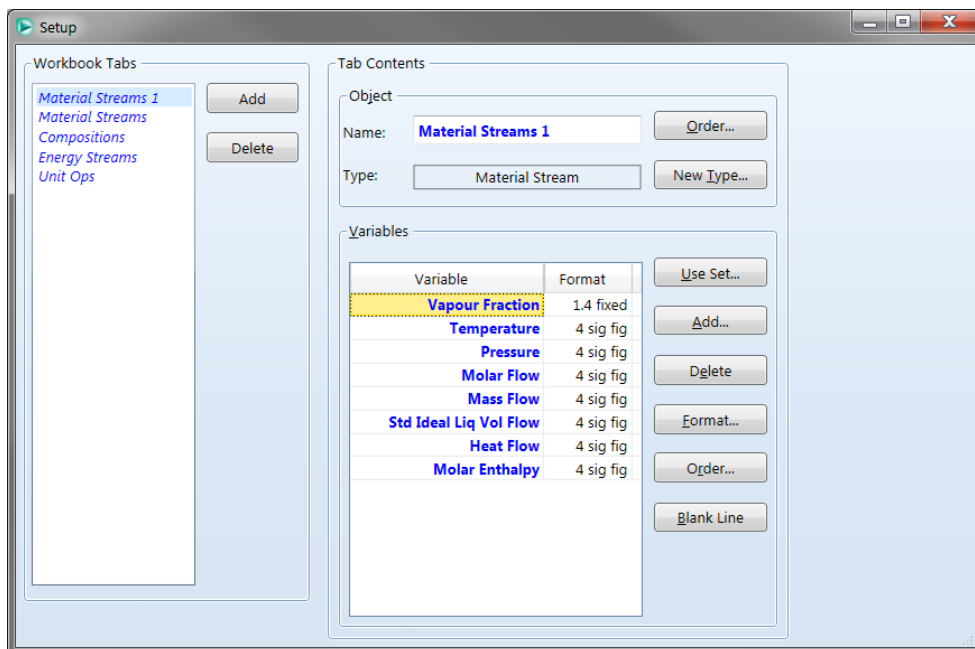 Setup
Workbook Tabs
Material Streams 1
Material Streams
Compositions
Energy Streams
Unit Ops
Add
Delete
Tab Contents
Object
Name: Material Streams 1 Order...
Type: Material Stream New Type...
Variables
Variable Format
Vapour Fraction 1.4 fixed
Temperature 4 sig fig
Pressure 4 sig fig
Molar Flow 4 sig fig
Mass Flow 4 sig fig
Std Ideal Liq Vol Flow 4 sig fig
Heat Flow 4 sig fig
Molar Enthalpy 4 sig fig
Use Set...
Add...
Delete
Format...
Order...
Blank Line